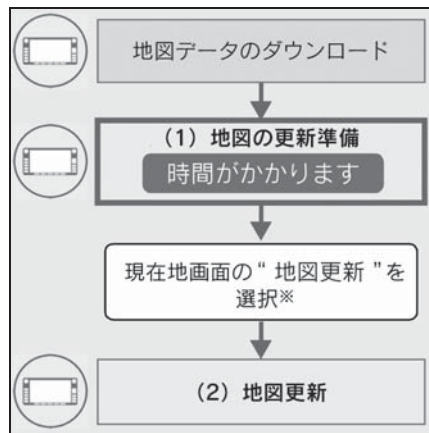 地図データのダウンロード
(1) 地図の更新準備
時間がかかります
現在地画面の“地図更新”を
選択※
(2) 地図更新